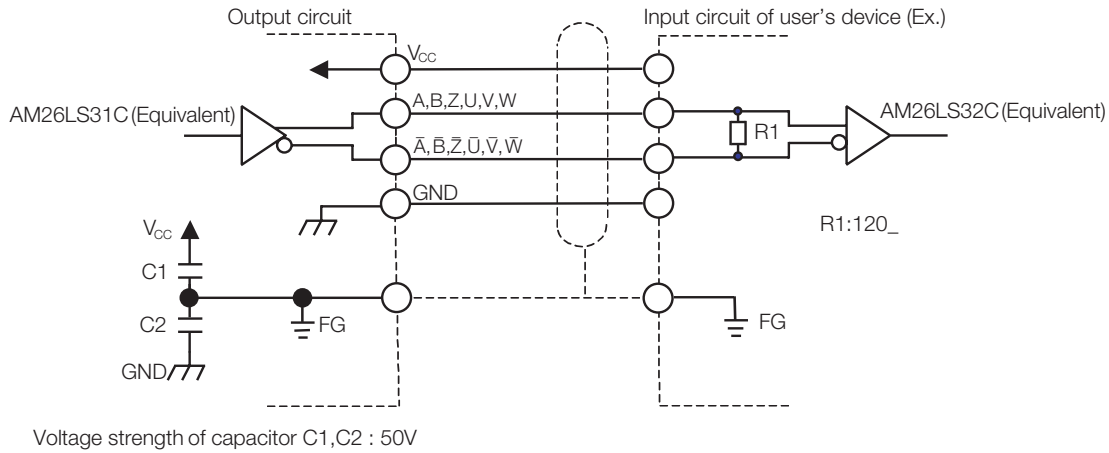 Output circuit
Input circuit of user's device (Ex.)
VCC
AM26LS31C(Equivalent)
A,B,Z,U,V,W
AM26LS32C(Equivalent)
R1
A̅,B̅,Z̅,U̅,V̅,W̅
GND
R1:120_
VCC
C1
C2
FG
FG
GND
Voltage strength of capacitor C1,C2 : 50V